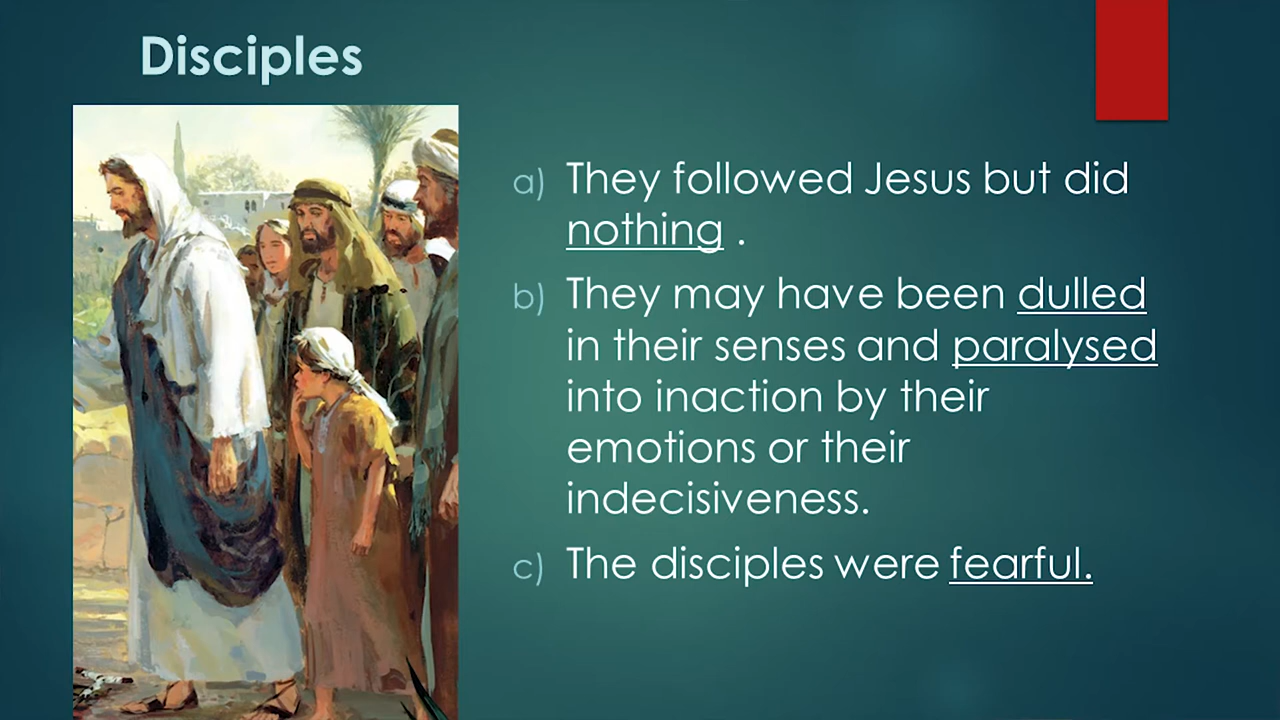 Disciples
a) They followed Jesus but did
nothing .
b) They may have been dulled
in their senses and paralysed
into inaction by their
emotions or their
indecisiveness.
c) The disciples were fearful.